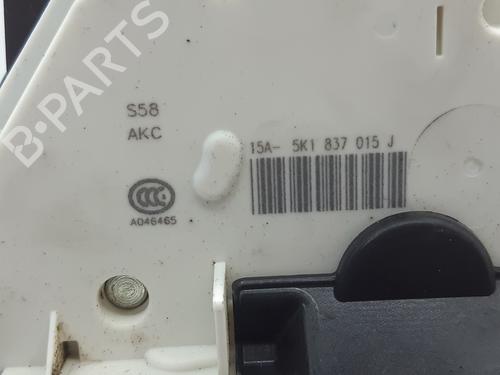 B-PARTS
S58
AKC
15A- 5K1 837 015 J
CCC
A046465